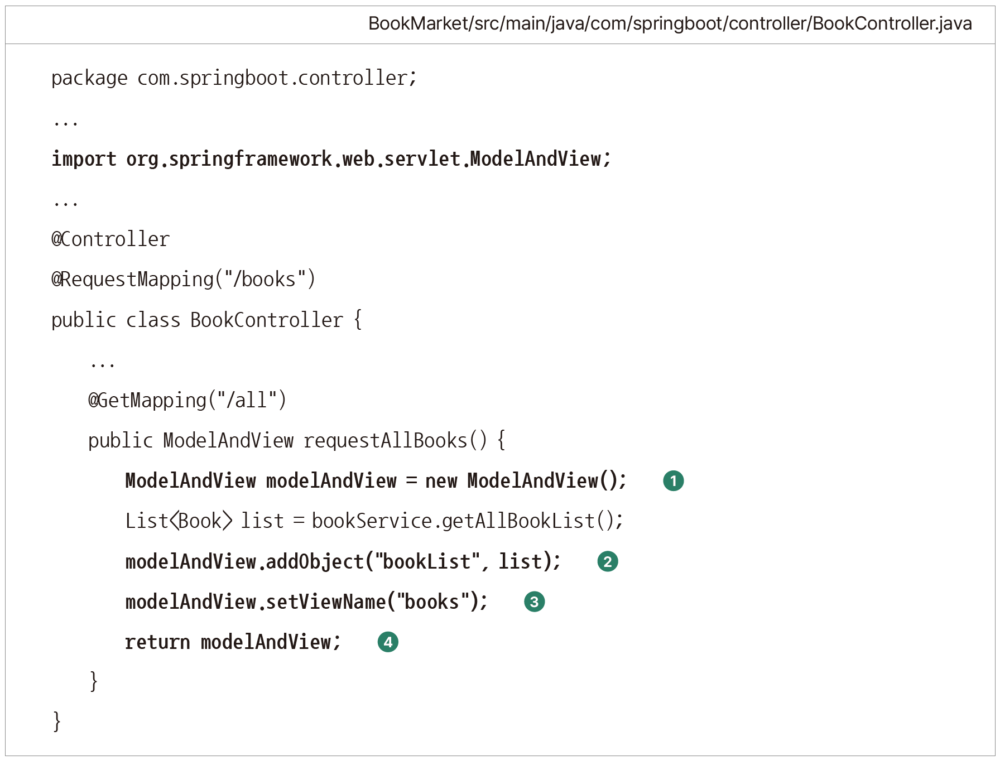 BookMarket/src/main/java/com/springboot/controller/BookController.java
package com.springboot.controller;
...
import org.springframework.web.servlet.ModelAndView;
...
@Controller
@RequestMapping("/books")
public class BookController {
...
@GetMapping("/all")
public ModelAndView requestAllBooks() {
ModelAndView modelAndView = new ModelAndView(); 1
List<Book> list = bookService.getAllBookList();
modelAndView.addObject("bookList", list); 2
modelAndView.setViewName("books"); 3
return modelAndView; 4
}
}